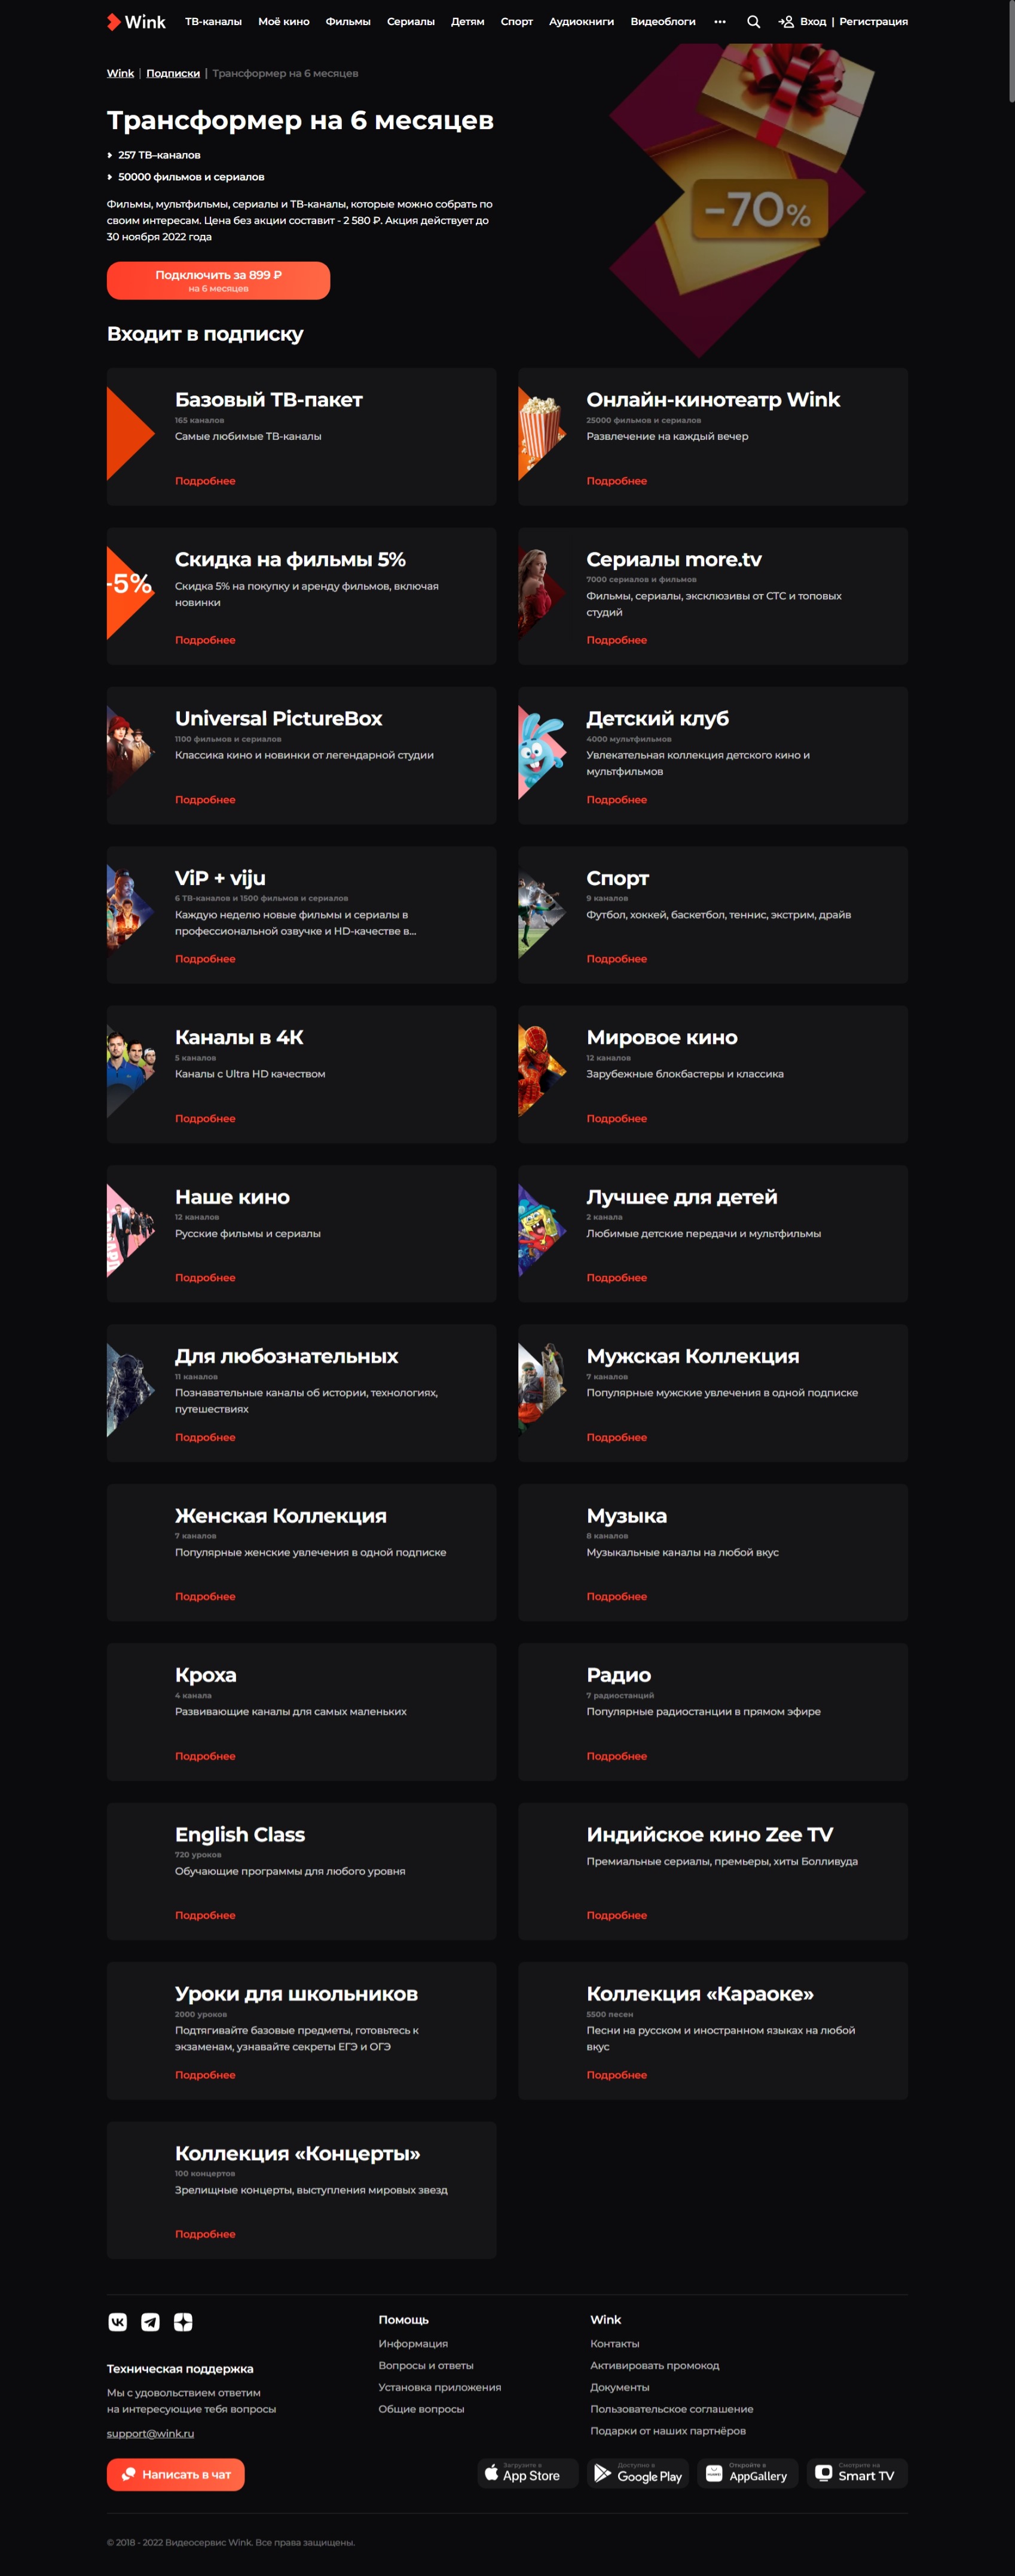 Wink ТВ-каналы Моё кино Фильмы Сериалы Детям Спорт Аудиокниги Видеоблоги ••• Вход | Регистрация
Wink | Подписки | Трансформер на 6 месяцев
Трансформер на 6 месяцев
257 ТВ-каналов
50000 фильмов и сериалов
Фильмы, мультфильмы, сериалы и ТВ-каналы, которые можно собрать по
своим интересам. Цена без акции составит - 2 580 ₽. Акция действует до
30 ноября 2022 года
-70%
Подключить за 899 ₽
на 6 месяцев
Входит в подписку
Базовый ТВ-пакет
165 каналов
Самые любимые ТВ-каналы
Подробнее
Онлайн-кинотеатр Wink
25000 фильмов и сериалов
Развлечение на каждый вечер
Подробнее
-5%
Скидка на фильмы 5%
Скидка 5% на покупку и аренду фильмов, включая
новинки
Подробнее
Сериалы more.tv
7000 сериалов и фильмов
Фильмы, сериалы, эксклюзивы от СТС и топовых
студий
Подробнее
Universal PictureBox
1100 фильмов и сериалов
Классика кино и новинки от легендарной студии
Подробнее
Детский клуб
4000 мультфильмов
Увлекательная коллекция детского кино и
мультфильмов
Подробнее
ViP + viju
6 ТВ-каналов и 1500 фильмов и сериалов
Каждую неделю новые фильмы и сериалы в
профессиональной озвучке и HD-качестве в...
Подробнее
Спорт
9 каналов
Футбол, хоккей, баскетбол, теннис, экстрим, драйв
Подробнее
Каналы в 4K
5 каналов
Каналы с Ultra HD качеством
Подробнее
Мировое кино
12 каналов
Зарубежные блокбастеры и классика
Подробнее
Наше кино
12 каналов
Русские фильмы и сериалы
Подробнее
Лучшее для детей
2 канала
Любимые детские передачи и мультфильмы
Подробнее
Для любознательных
11 каналов
Познавательные каналы об истории, технологиях,
путешествиях
Подробнее
Мужская Коллекция
7 каналов
Популярные мужские увлечения в одной подписке
Подробнее
Женская Коллекция
7 каналов
Популярные женские увлечения в одной подписке
Подробнее
Музыка
8 каналов
Музыкальные каналы на любой вкус
Подробнее
Кроха
4 канала
Развивающие каналы для самых маленьких
Подробнее
Радио
7 радиостанций
Популярные радиостанции в прямом эфире
Подробнее
English Class
720 уроков
Обучающие программы для любого уровня
Подробнее
Индийское кино Zee TV
Премиальные сериалы, премьеры, хиты Болливуда
Подробнее
Уроки для школьников
2000 уроков
Подтягивайте базовые предметы, готовьтесь к
экзаменам, узнавайте секреты ЕГЭ и ОГЭ
Подробнее
Коллекция «Караоке»
5500 песен
Песни на русском и иностранном языках на любой
вкус
Подробнее
Коллекция «Концерты»
100 концертов
Зрелищные концерты, выступления мировых звезд
Подробнее
Техническая поддержка
Мы с удовольствием ответим
на интересующие тебя вопросы
support@wink.ru
Написать в чат
Помощь
Информация
Вопросы и ответы
Установка приложения
Общие вопросы
Wink
Контакты
Активировать промокод
Документы
Пользовательское соглашение
Подарки от наших партнёров
Загрузите в
App Store
Доступно в
Google Play
Откройте в
AppGallery
Смотрите на
Smart TV
© 2018 - 2022 Видеосервис Wink. Все права защищены.